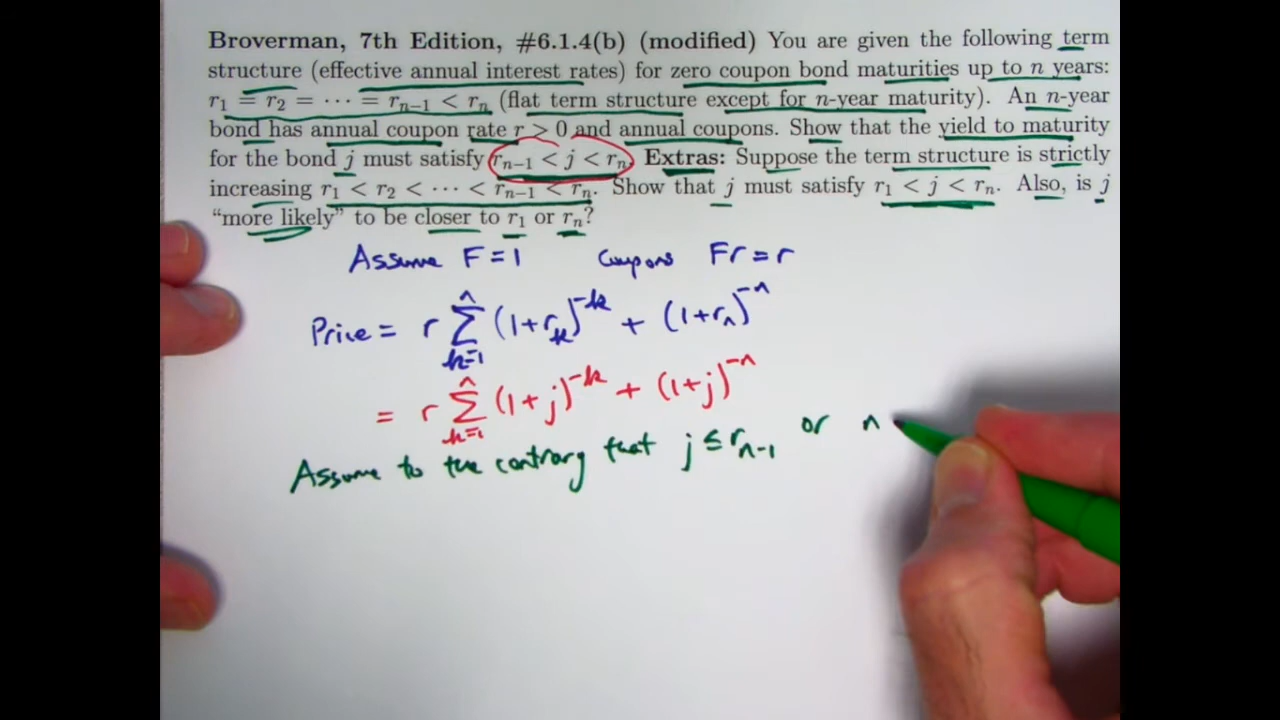 Broverman, 7th Edition, #6.1.4(b) (modified) You are given the following term
structure (effective annual interest rates) for zero coupon bond maturities up to n years:
r₁ = r₂ = ⋯ = rₙ₋₁ < rₙ (flat term structure except for n-year maturity). An n-year
bond has annual coupon rate r > 0 and annual coupons. Show that the yield to maturity
for the bond j must satisfy rₙ₋₁ < j < rₙ. Extras: Suppose the term structure is strictly
increasing r₁ < r₂ < ⋯ < rₙ₋₁ < rₙ. Show that j must satisfy r₁ < j < rₙ. Also, is j
“more likely” to be closer to r₁ or rₙ?
Assume F = 1 Coupons Fr = r
Price = r ∑ₖ₌₁ⁿ (1+rₖ)⁻ᵏ + (1+rₙ)⁻ⁿ
= r ∑ₖ₌₁ⁿ (1+j)⁻ᵏ + (1+j)⁻ⁿ
Assume to the contrary that j ≤ rₙ₋₁ or n